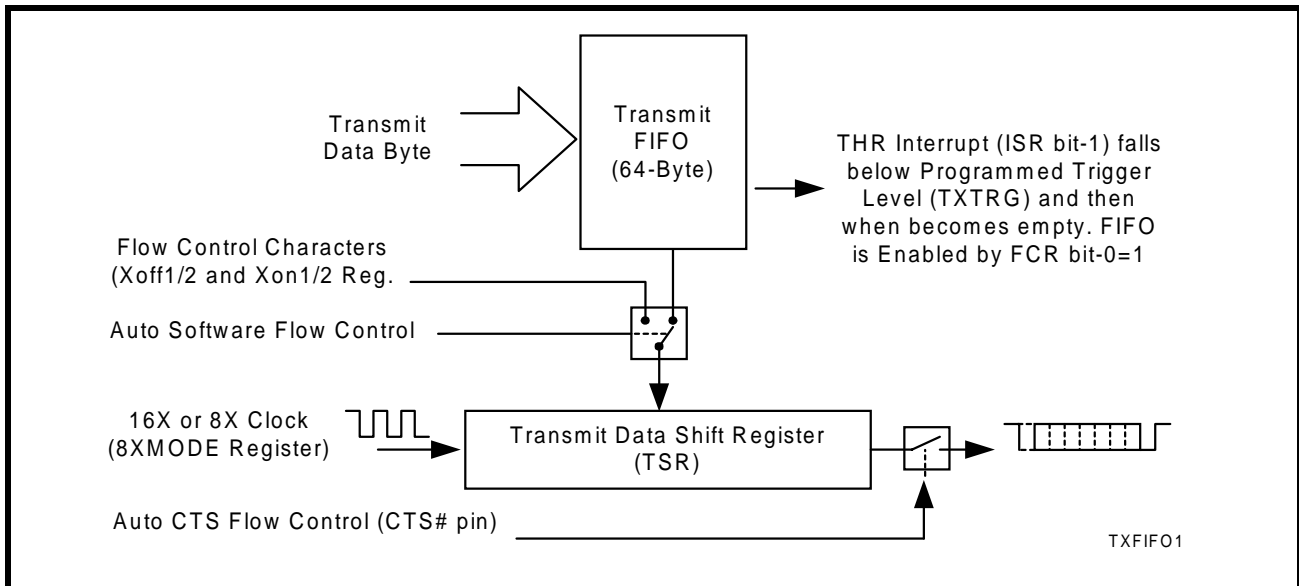 Transmit
Data Byte
Transmit
FIFO
(64-Byte)
THR Interrupt (ISR bit-1) falls
below Programmed Trigger
Level (TXTRG) and then
when becomes empty. FIFO
is Enabled by FCR bit-0=1
Flow Control Characters
(Xoff1/2 and Xon1/2 Reg.
Auto Software Flow Control
16X or 8X Clock
(8XMODE Register)
Transmit Data Shift Register
(TSR)
Auto CTS Flow Control (CTS# pin)
TXFIFO1